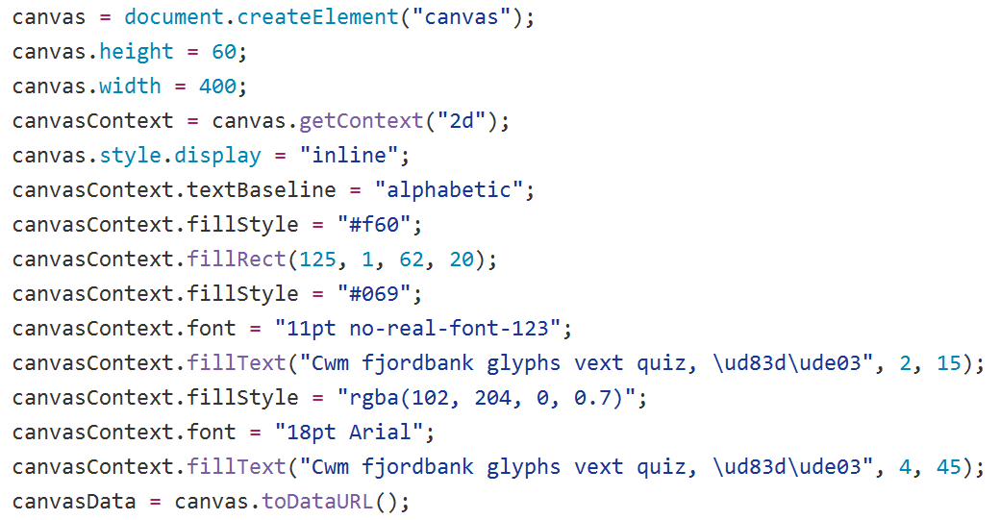 canvas = document.createElement("canvas");
canvas.height = 60;
canvas.width = 400;
canvasContext = canvas.getContext("2d");
canvas.style.display = "inline";
canvasContext.textBaseline = "alphabetic";
canvasContext.fillStyle = "#f60";
canvasContext.fillRect(125, 1, 62, 20);
canvasContext.fillStyle = "#069";
canvasContext.font = "11pt no-real-font-123";
canvasContext.fillText("Cwm fjordbank glyphs vext quiz, \ud83d\ude03", 2, 15);
canvasContext.fillStyle = "rgba(102, 204, 0, 0.7)";
canvasContext.font = "18pt Arial";
canvasContext.fillText("Cwm fjordbank glyphs vext quiz, \ud83d\ude03", 4, 45);
canvasData = canvas.toDataURL();